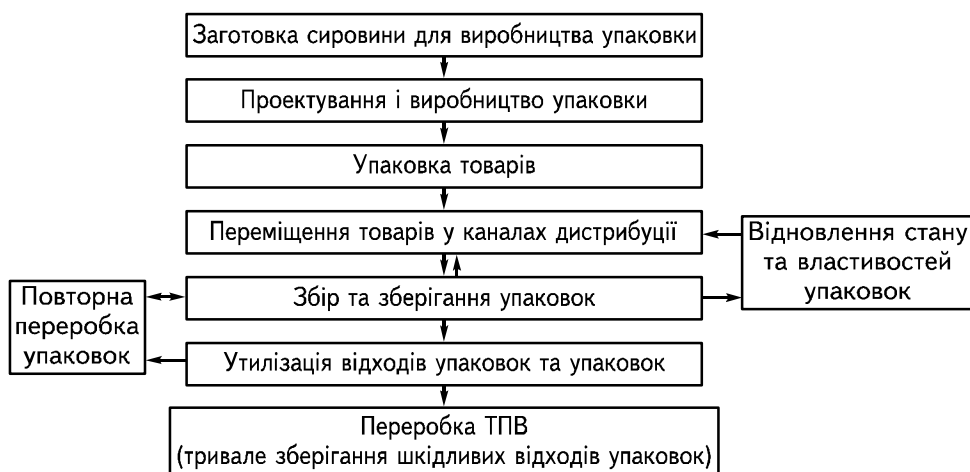 Заготовка сировини для виробництва упаковки
Проектування і виробництво упаковки
Упаковка товарів
Переміщення товарів у каналах дистрибуції
Відновлення стану
та властивостей
упаковок
Збір та зберігання упаковок
Повторна
переробка
упаковок
Утилізація відходів упаковок та упаковок
Переробка ТПВ
(тривале зберігання шкідливих відходів упаковок)